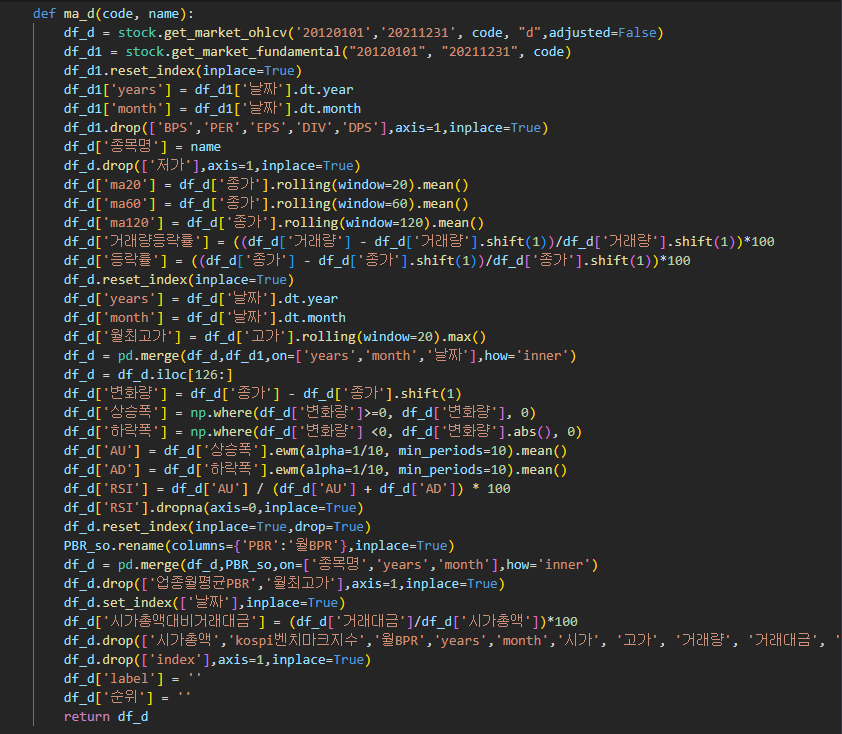 def ma_d(code, name):
    df_d = stock.get_market_ohlcv('20120101','20211231', code, "d",adjusted=False)
    df_d1 = stock.get_market_fundamental("20120101", "20211231", code)
    df_d1.reset_index(inplace=True)
    df_d1['years'] = df_d1['날짜'].dt.year
    df_d1['month'] = df_d1['날짜'].dt.month
    df_d1.drop(['BPS','PER','EPS','DIV','DPS'],axis=1,inplace=True)
    df_d['종목명'] = name
    df_d.drop(['저가'],axis=1,inplace=True)
    df_d['ma20'] = df_d['종가'].rolling(window=20).mean()
    df_d['ma60'] = df_d['종가'].rolling(window=60).mean()
    df_d['ma120'] = df_d['종가'].rolling(window=120).mean()
    df_d['거래량등락률'] = ((df_d['거래량'] - df_d['거래량'].shift(1))/df_d['거래량'].shift(1))*100
    df_d['등락률'] = ((df_d['종가'] - df_d['종가'].shift(1))/df_d['종가'].shift(1))*100
    df_d.reset_index(inplace=True)
    df_d['years'] = df_d['날짜'].dt.year
    df_d['month'] = df_d['날짜'].dt.month
    df_d['월최고가'] = df_d['고가'].rolling(window=20).max()
    df_d = pd.merge(df_d,df_d1,on=['years','month','날짜'],how='inner')
    df_d = df_d.iloc[126:]
    df_d['변화량'] = df_d['종가'] - df_d['종가'].shift(1)
    df_d['상승폭'] = np.where(df_d['변화량']>=0, df_d['변화량'], 0)
    df_d['하락폭'] = np.where(df_d['변화량'] <0, df_d['변화량'].abs(), 0)
    df_d['AU'] = df_d['상승폭'].ewm(alpha=1/10, min_periods=10).mean()
    df_d['AD'] = df_d['하락폭'].ewm(alpha=1/10, min_periods=10).mean()
    df_d['RSI'] = df_d['AU'] / (df_d['AU'] + df_d['AD']) * 100
    df_d['RSI'].dropna(axis=0,inplace=True)
    df_d.reset_index(inplace=True,drop=True)
    PBR_so.rename(columns={'PBR':'월BPR'},inplace=True)
    df_d = pd.merge(df_d,PBR_so,on=['종목명','years','month'],how='inner')
    df_d.drop(['업종월평균PBR','월최고가'],axis=1,inplace=True)
    df_d.set_index(['날짜'],inplace=True)
    df_d['시가총액대비거래대금'] = (df_d['거래대금']/df_d['시가총액'])*100
    df_d.drop(['시가총액','kospi벤치마크지수','월BPR','years','month','시가', '고가', '거래량', '거래대금', '
    df_d.drop(['index'],axis=1,inplace=True)
    df_d['label'] = ''
    df_d['순위'] = ''
    return df_d